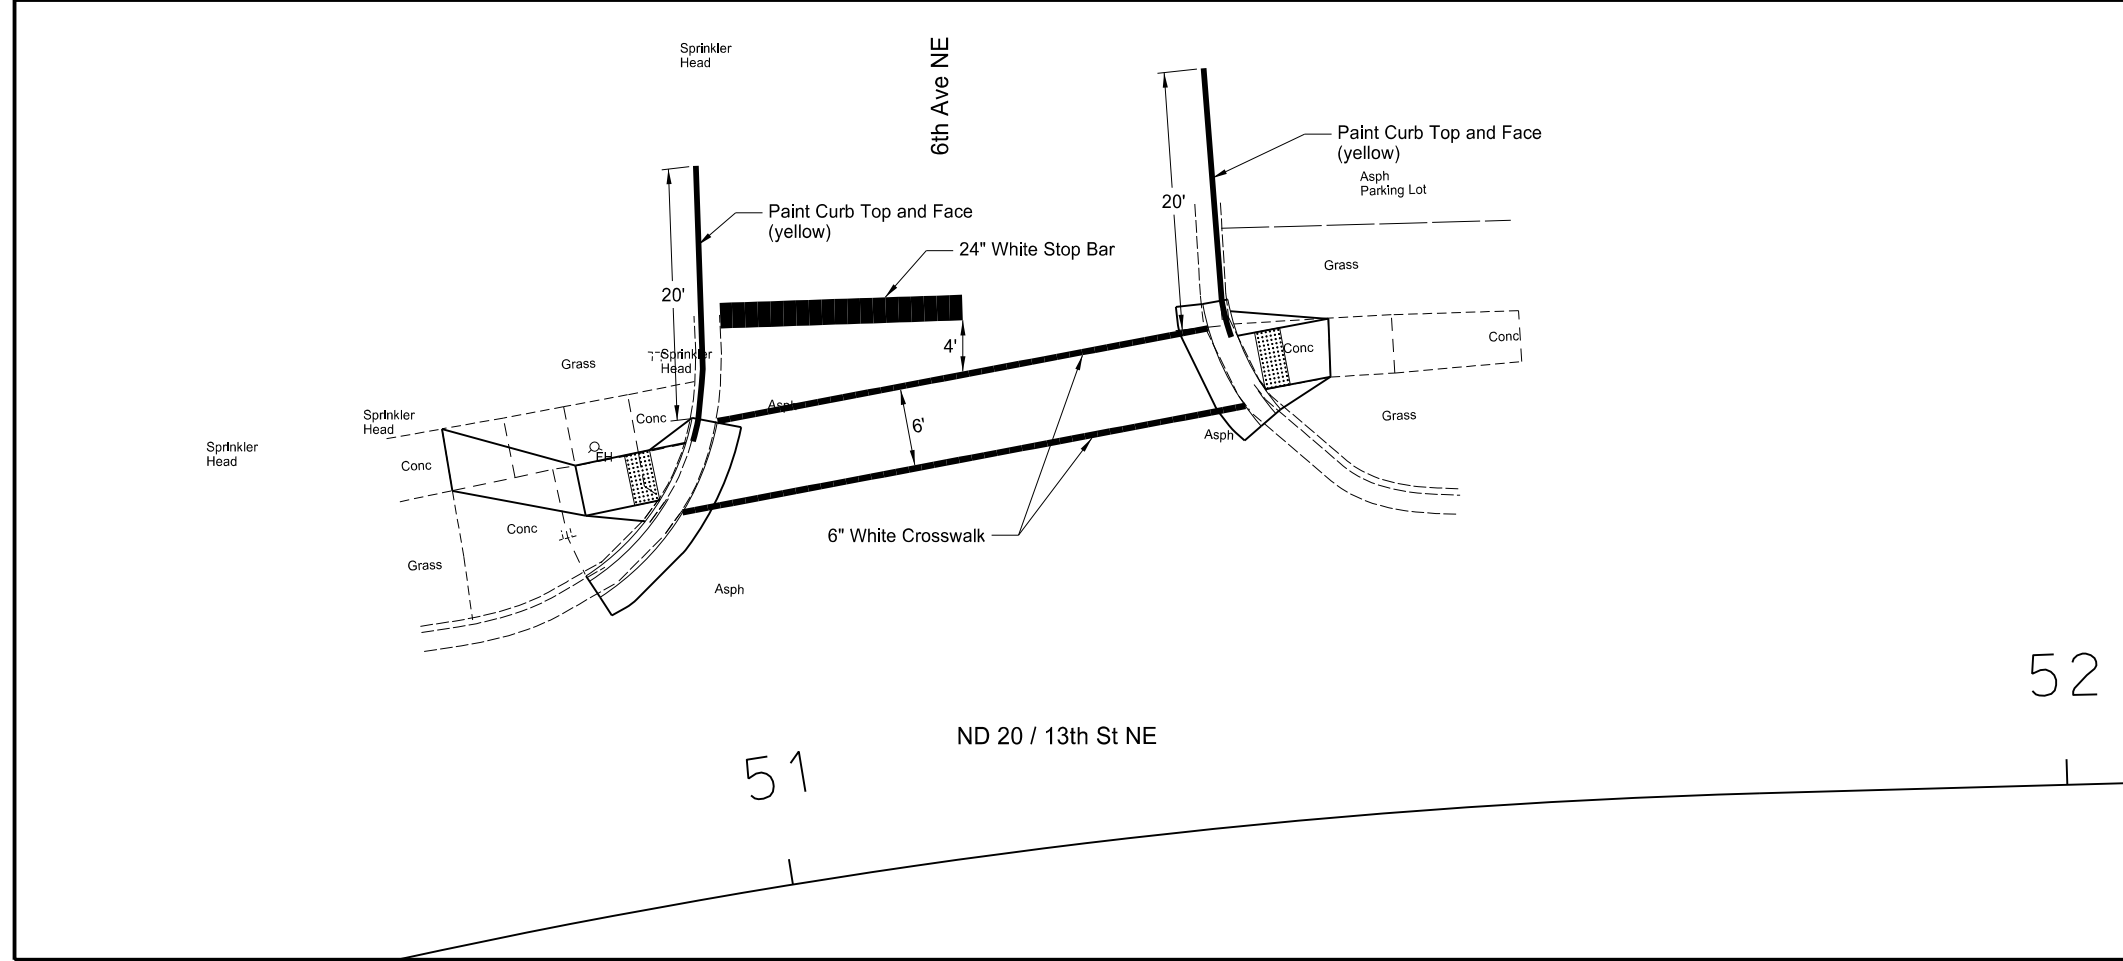 Sprinkler
Head
6th Ave NE
Paint Curb Top and Face
(yellow)
Asph
Parking Lot
20'
Paint Curb Top and Face
(yellow)
24" White Stop Bar
Grass
20'
4'
Conc
Conc
Sprinkler
Head
Grass
Asph
Grass
Sprinkler
Head
Conc
6'
Asph
Sprinkler
Head
FH
Conc
Conc
6" White Crosswalk
Grass
Asph
52
ND 20 / 13th St NE
51